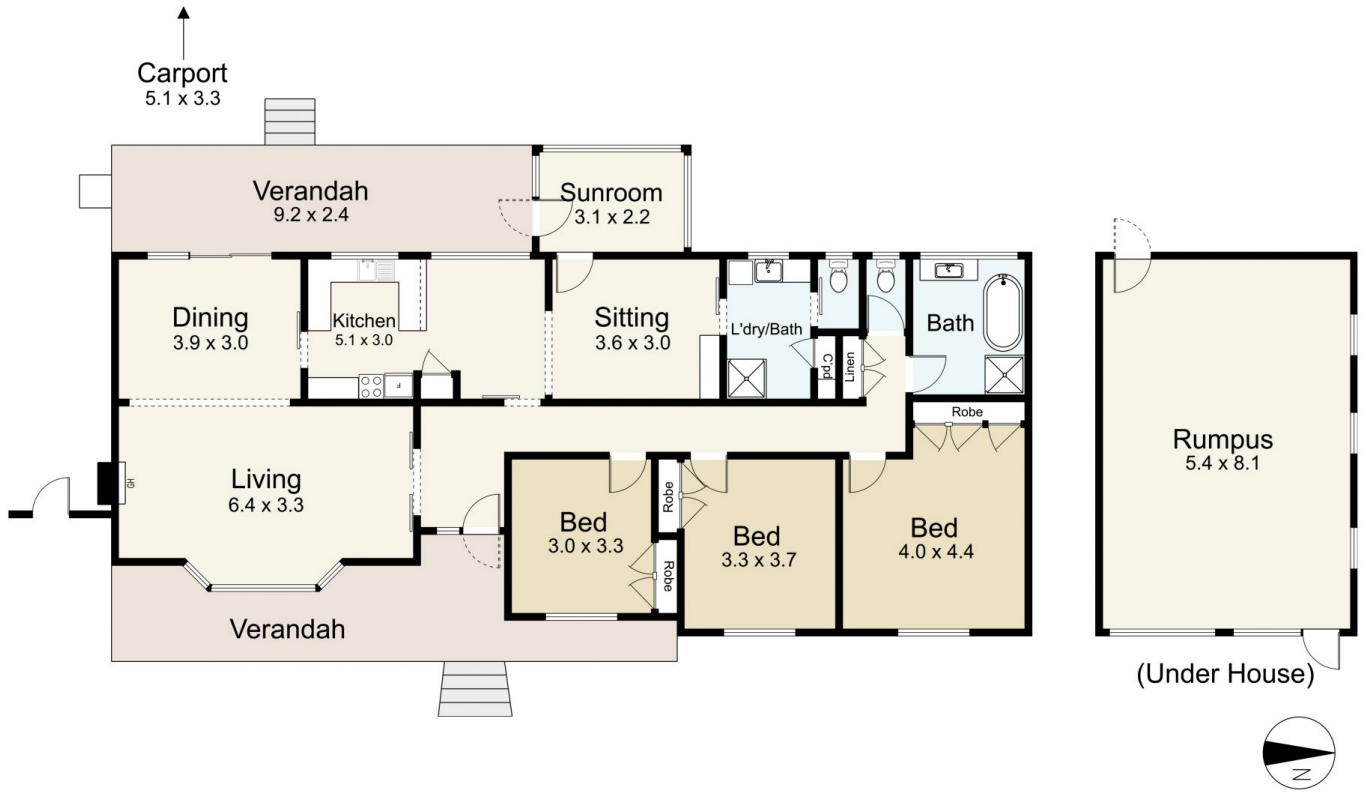 Carport
5.1 x 3.3
Verandah
9.2 x 2.4
Sunroom
3.1 x 2.2
Dining
3.9 x 3.0
Kitchen
5.1 x 3.0
F
Sitting
3.6 x 3.0
L'dry/Bath
C'pd
Linen
Bath
Robe
Living
6.4 x 3.3
HD
Bed
3.0 x 3.3
Robe
Robe
Bed
3.3 x 3.7
Bed
4.0 x 4.4
Verandah
Rumpus
5.4 x 8.1
(Under House)
N